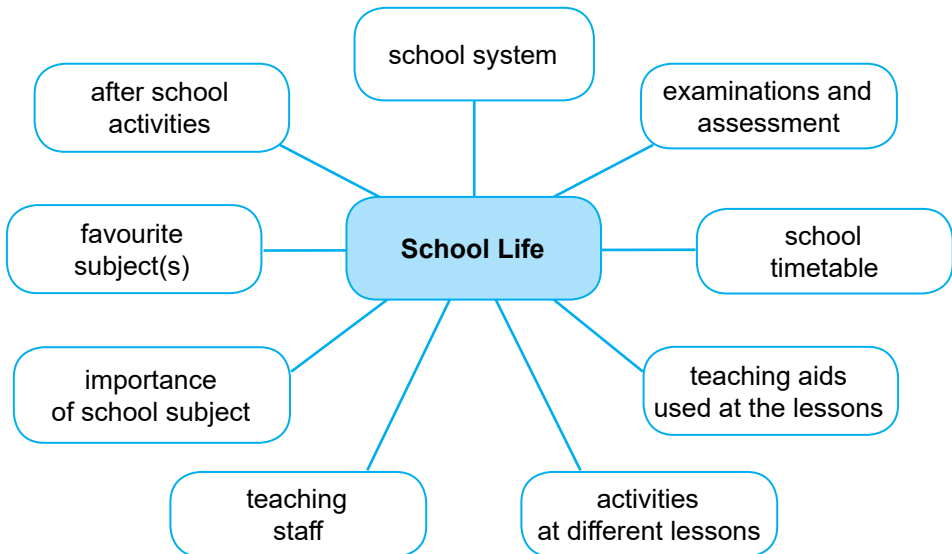 school system
after school
activities
examinations and
assessment
favourite
subject(s)
School Life
school
timetable
importance
of school subject
teaching aids
used at the lessons
teaching
staff
activities
at different lessons